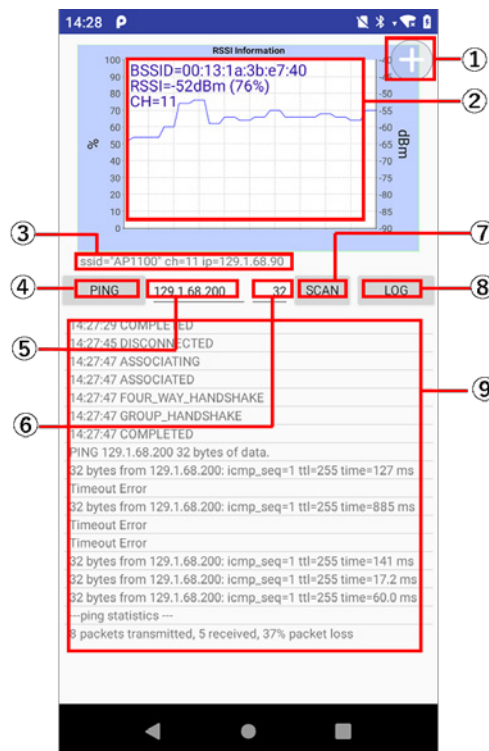 14:28
RSSI Information
BSSID=00:13:1a:3b:e7:40
RSSI=-52dBm (76%)
CH=11
%
100
90
80
70
60
50
40
30
20
10
0
-40
-45
-50
-55
-60
-65
-70
-75
-80
-85
-90
dBm
ssid="AP1100" ch=11 ip=129.1.68.90
PING 129.1.68.200 32 SCAN LOG
14:27:29 COMPLETED
14:27:45 DISCONNECTED
14:27:47 ASSOCIATING
14:27:47 ASSOCIATED
14:27:47 FOUR_WAY_HANDSHAKE
14:27:47 GROUP_HANDSHAKE
14:27:47 COMPLETED
PING 129.1.68.200 32 bytes of data.
32 bytes from 129.1.68.200: icmp_seq=1 ttl=255 time=127 ms
Timeout Error
32 bytes from 129.1.68.200: icmp_seq=1 ttl=255 time=885 ms
Timeout Error
Timeout Error
32 bytes from 129.1.68.200: icmp_seq=1 ttl=255 time=141 ms
32 bytes from 129.1.68.200: icmp_seq=1 ttl=255 time=17.2 ms
32 bytes from 129.1.68.200: icmp_seq=1 ttl=255 time=60.0 ms
---ping statistics ---
8 packets transmitted, 5 received, 37% packet loss
①
②
③
④
⑤
⑥
⑦
⑧
⑨